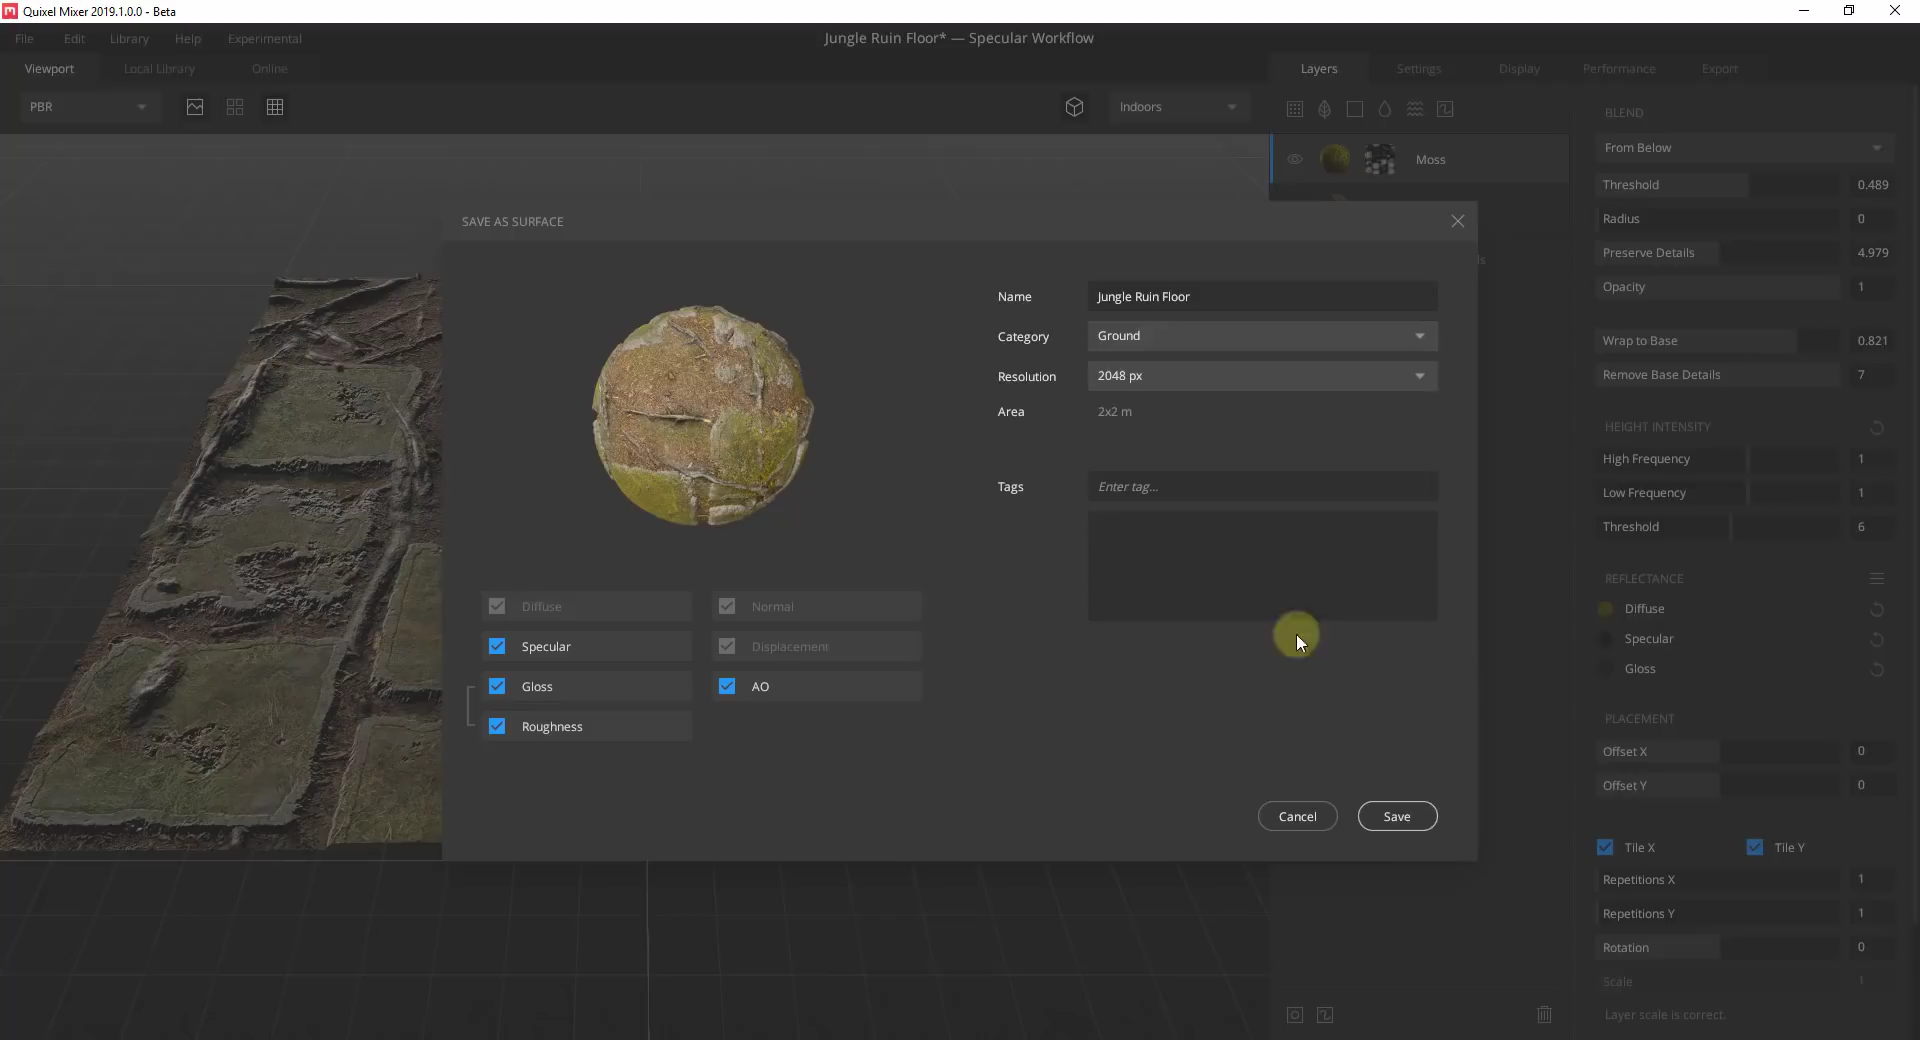 Quixel Mixer 2019.1.0.0 - Beta
File Edit Library Help Experimental
Jungle Ruin Floor* — Specular Workflow
Viewport Local Library Online
Layers Settings Display Performance Export
PBR
Indoors
Moss
BLEND
From Below
Threshold 0.489
Radius 0
Preserve Details 4.979
Opacity 1
Wrap to Base 0.821
Remove Base Details 7
HEIGHT INTENSITY
High Frequency 1
Low Frequency 1
Threshold 6
REFLECTANCE
Diffuse
Specular
Gloss
PLACEMENT
Offset X 0
Offset Y 0
Tile X Tile Y
Repetitions X 1
Repetitions Y 1
Rotation 0
Scale 1
Layer scale is correct.
SAVE AS SURFACE
Name Jungle Ruin Floor
Category Ground
Resolution 2048 px
Area 2x2 m
Tags Enter tag...
Diffuse Normal
Specular Displacement
Gloss AO
Roughness
Cancel Save